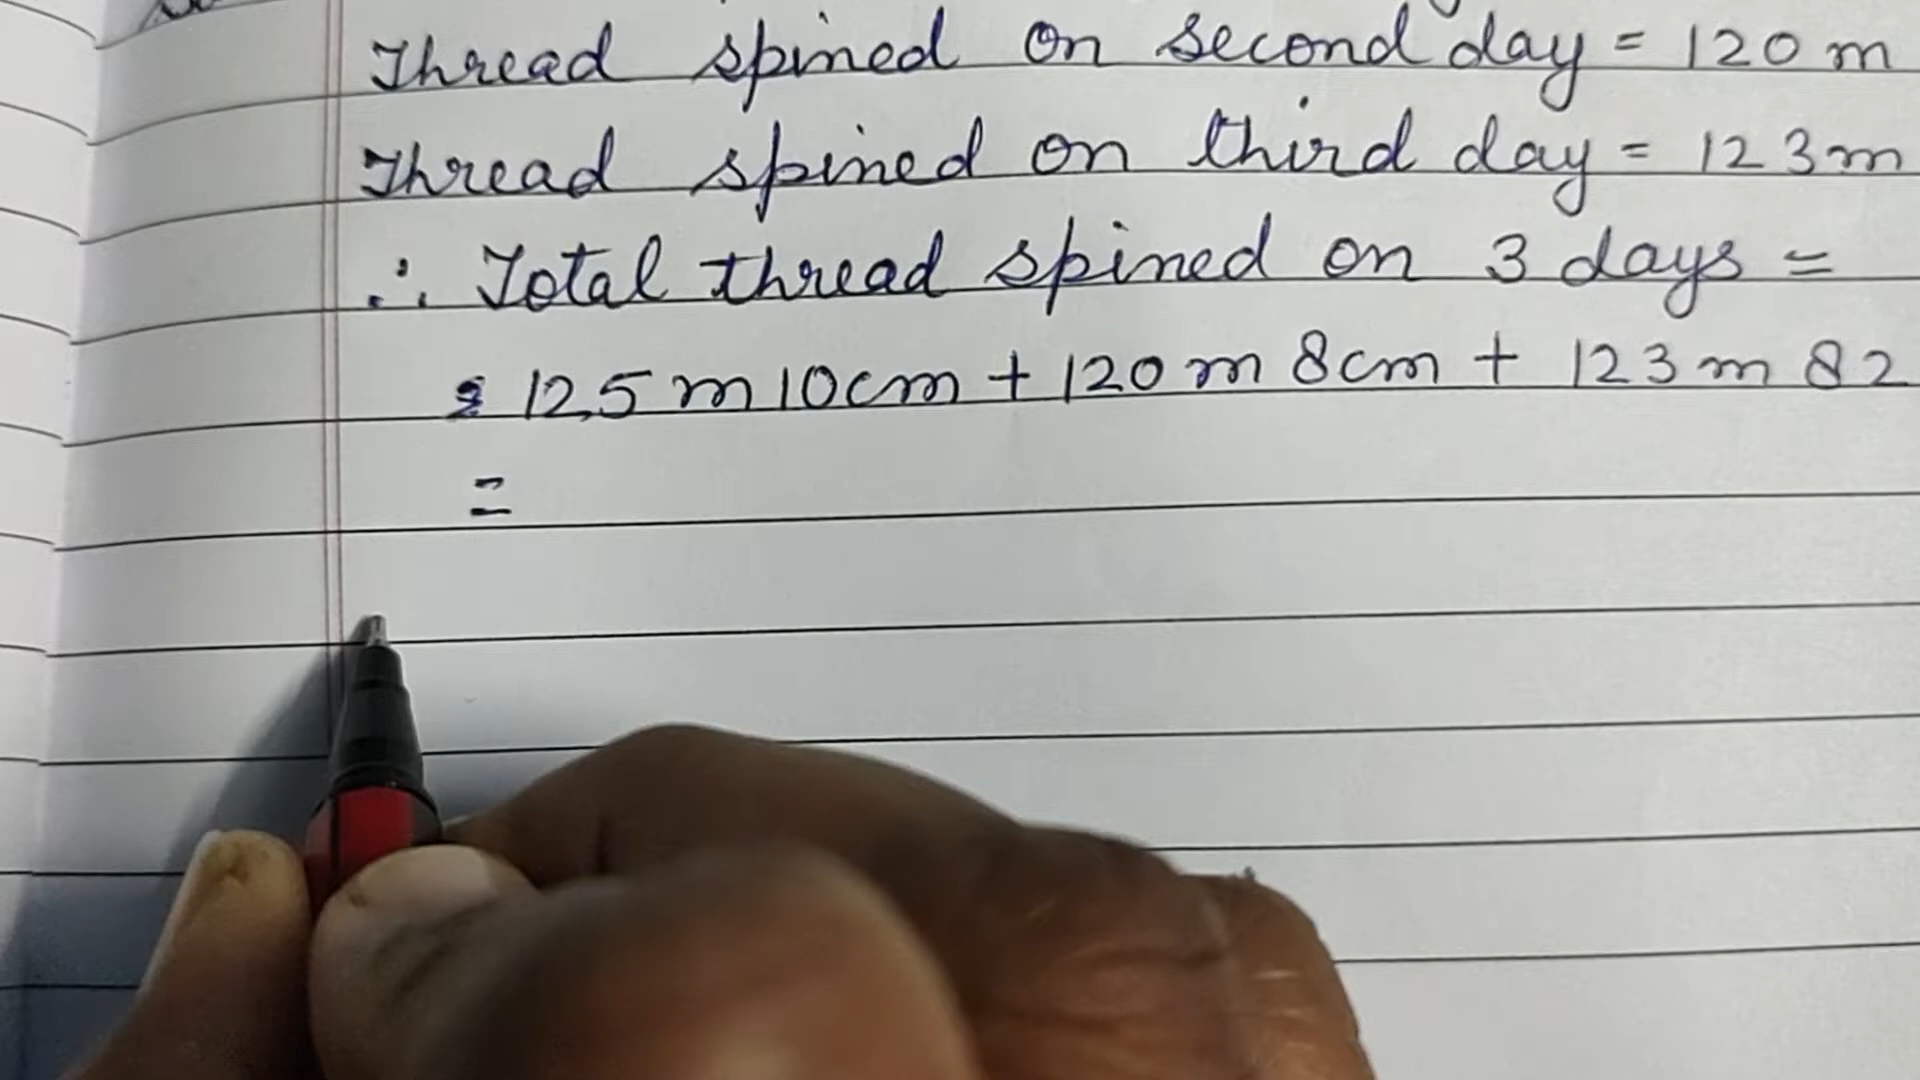 Thread spined on second day = 120 m
Thread spined on third day = 123 m
∴ Total thread spined on 3 days =
= 125 m 10 cm + 120 m 8 cm + 123 m 82
=